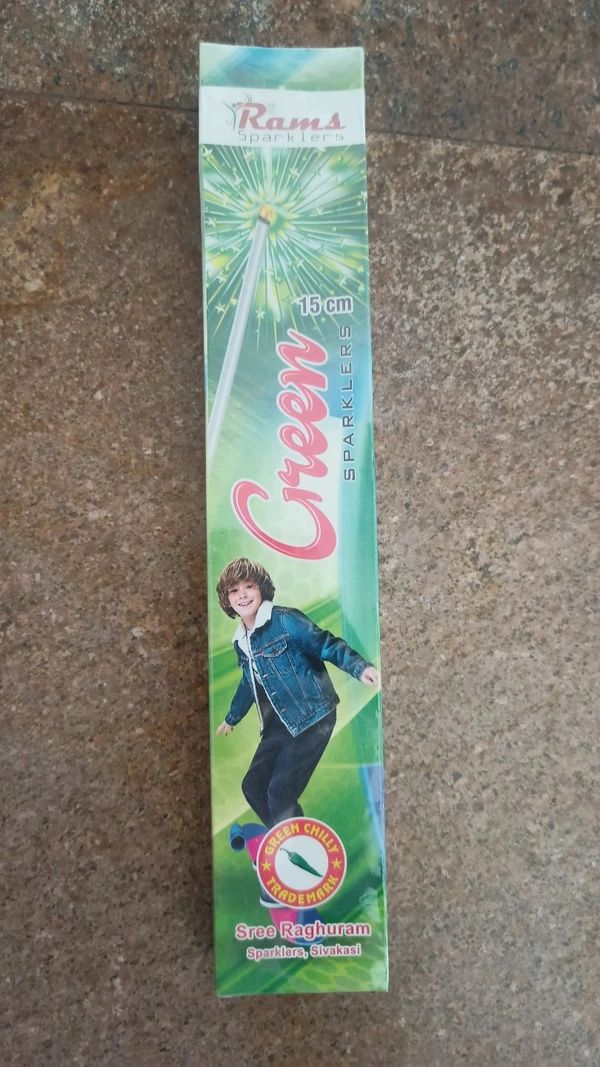 Rams
Sparklers
15 cm
Green
SPARKLERS
GREEN CHILLY
TRADEMARK
Sree Raghuram
Sparklers, Sivakasi